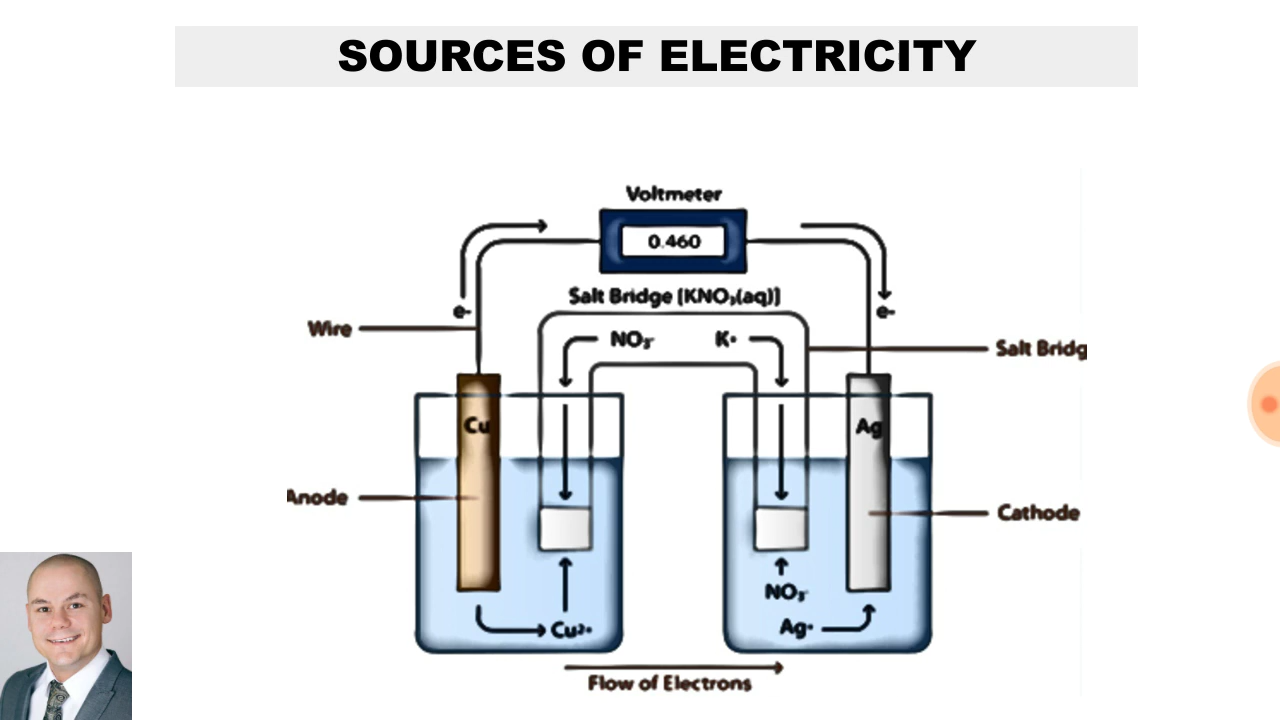 SOURCES OF ELECTRICITY
Voltmeter
0.460
Salt Bridge [KNO₃(aq)]
e-
e-
Wire
NO₃⁻
K+
Salt Bridg
Cu
Ag
Anode
Cathode
NO₃⁻
Cu²⁺
Ag+
Flow of Electrons